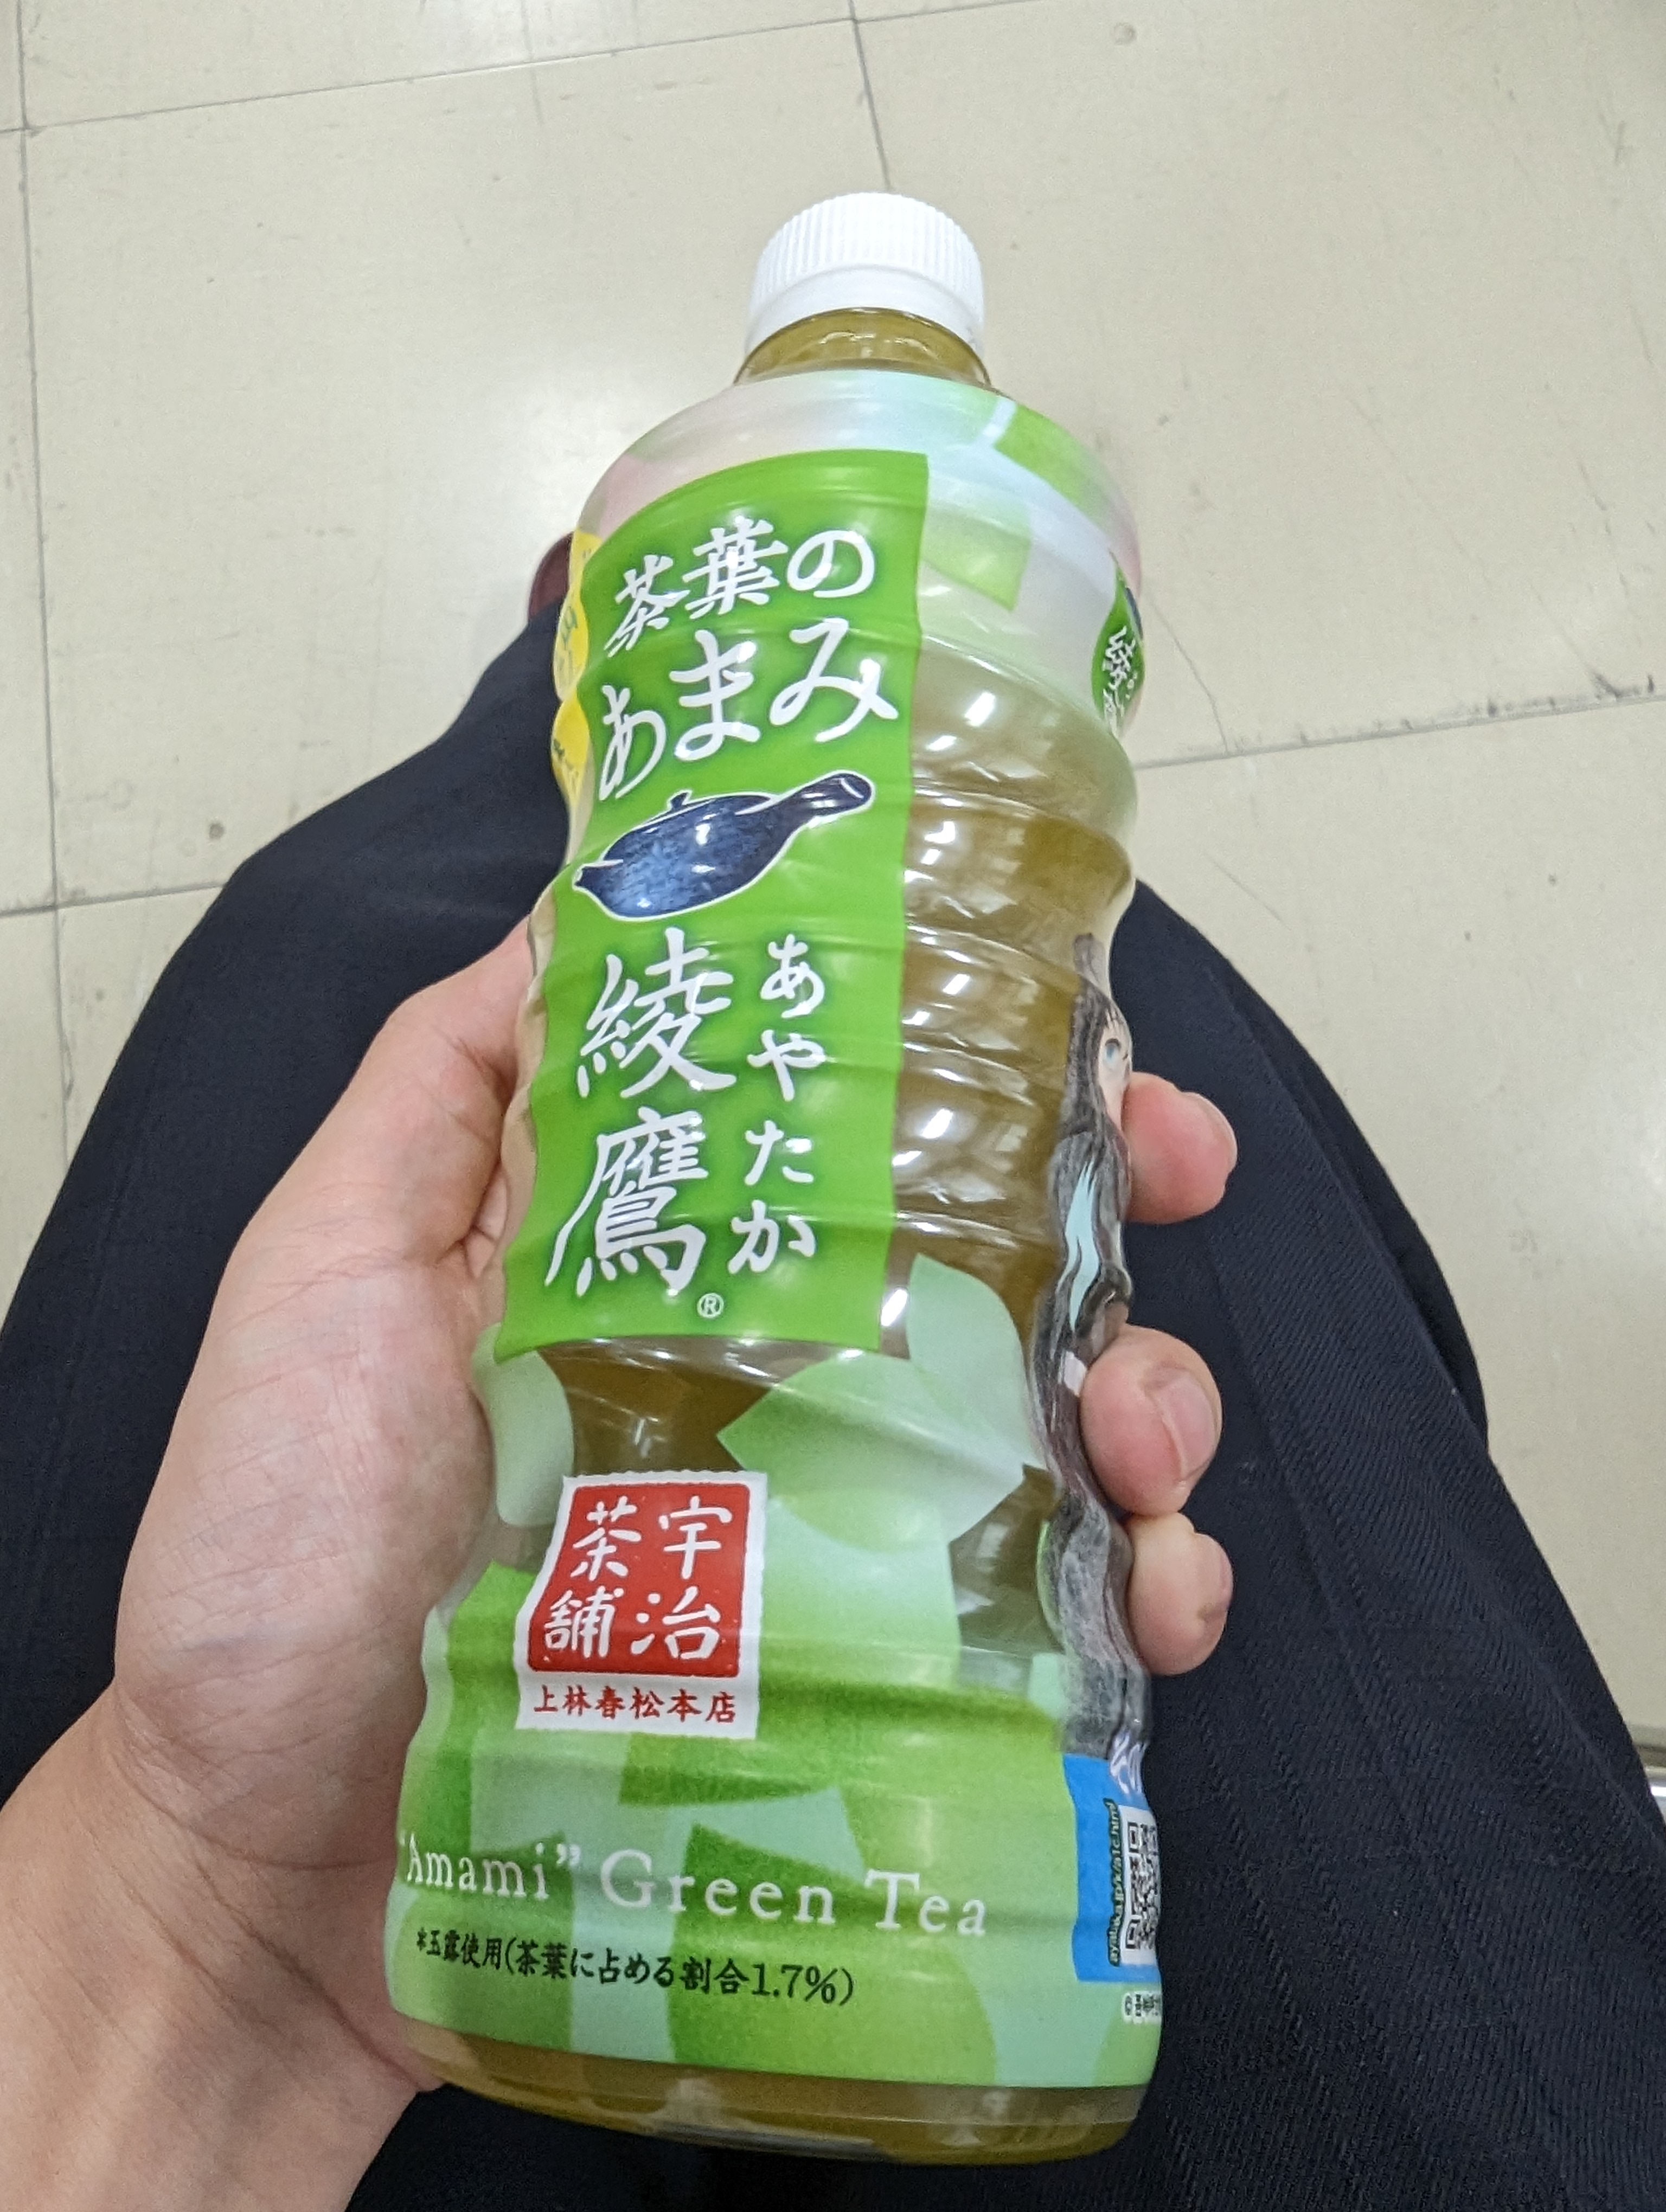 茶葉の
あまみ
綾鷹
あやたか
®
宇治
茶舗
上林春松本店
"Amami" Green Tea
*玉露使用(茶葉に占める割合1.7%)
綾